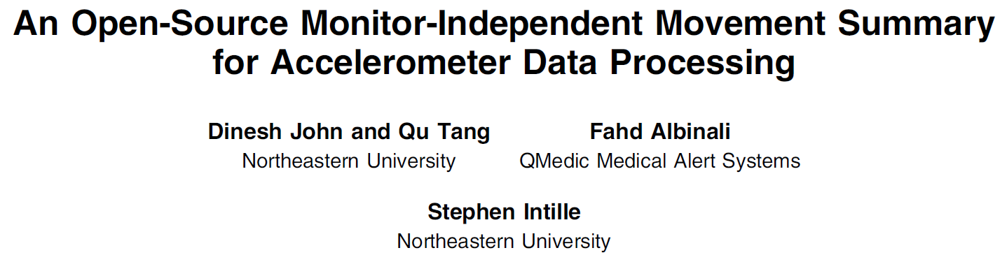 An Open-Source Monitor-Independent Movement Summary
for Accelerometer Data Processing
Dinesh John and Qu Tang
Northeastern University
Fahd Albinali
QMedic Medical Alert Systems
Stephen Intille
Northeastern University